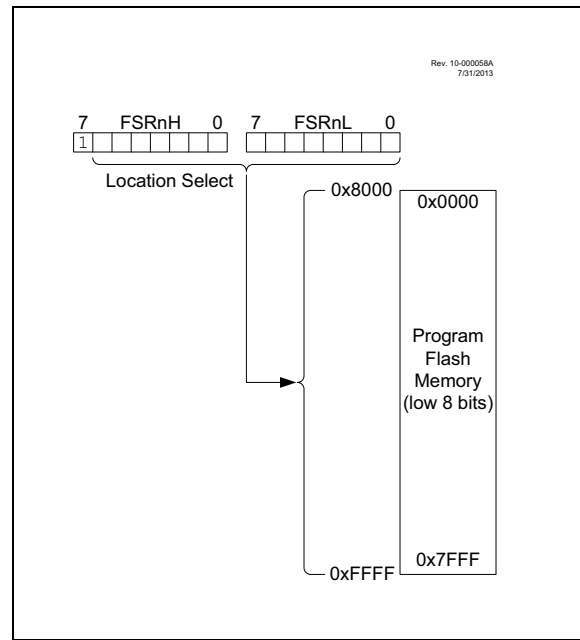 Rev. 10-000058A
7/31/2013
7 FSRnH 0 7 FSRnL 0
1
Location Select
0x8000
0x0000
Program
Flash
Memory
(low 8 bits)
0x7FFF
0xFFFF